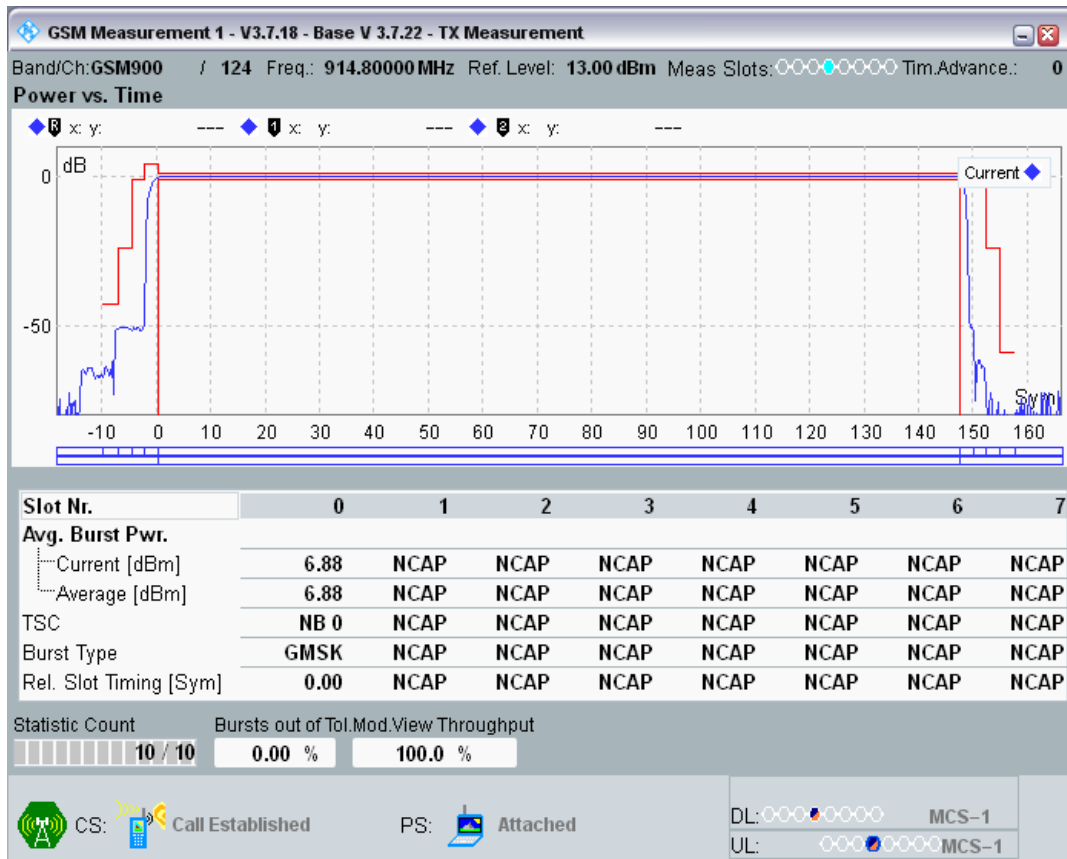 GSM Measurement 1 - V3.7.18 - Base V 3.7.22 - TX Measurement
Band/Ch:GSM900 / 124 Freq.: 914.80000 MHz Ref. Level: 13.00 dBm Meas Slots: Tim.Advance.: 0
Power vs. Time
R x: y: --- 1 x: y: --- 2 x: y: ---
dB
Current
0
-50
Sym
-10 0 10 20 30 40 50 60 70 80 90 100 110 120 130 140 150 160
Slot Nr. 0 1 2 3 4 5 6 7
Avg. Burst Pwr.
Current [dBm] 6.88 NCAP NCAP NCAP NCAP NCAP NCAP NCAP
Average [dBm] 6.88 NCAP NCAP NCAP NCAP NCAP NCAP NCAP
TSC NB 0 NCAP NCAP NCAP NCAP NCAP NCAP NCAP
Burst Type GMSK NCAP NCAP NCAP NCAP NCAP NCAP NCAP
Rel. Slot Timing [Sym] 0.00 NCAP NCAP NCAP NCAP NCAP NCAP NCAP
Statistic Count Bursts out of Tol.Mod.View Throughput
10 / 10 0.00 % 100.0 %
CS: Call Established PS: Attached
DL: MCS-1
UL: MCS-1